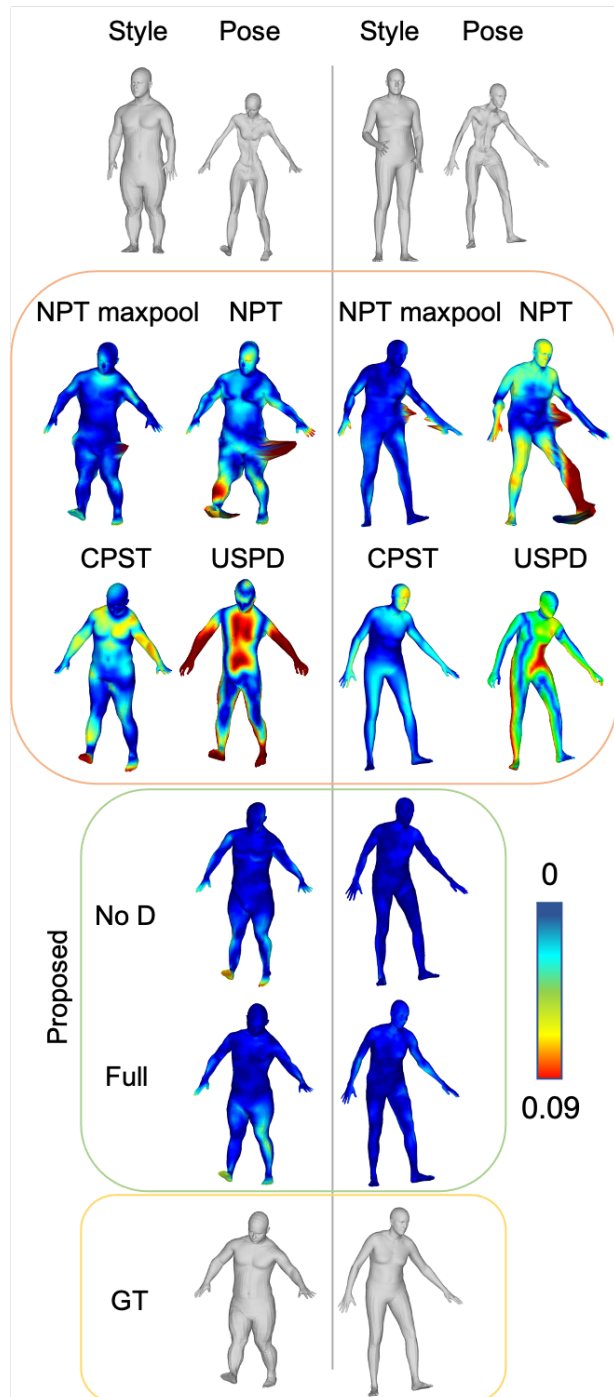 Style Pose Style Pose
NPT maxpool NPT NPT maxpool NPT
CPST USPD CPST USPD
Proposed
No D
Full
0
0.09
GT